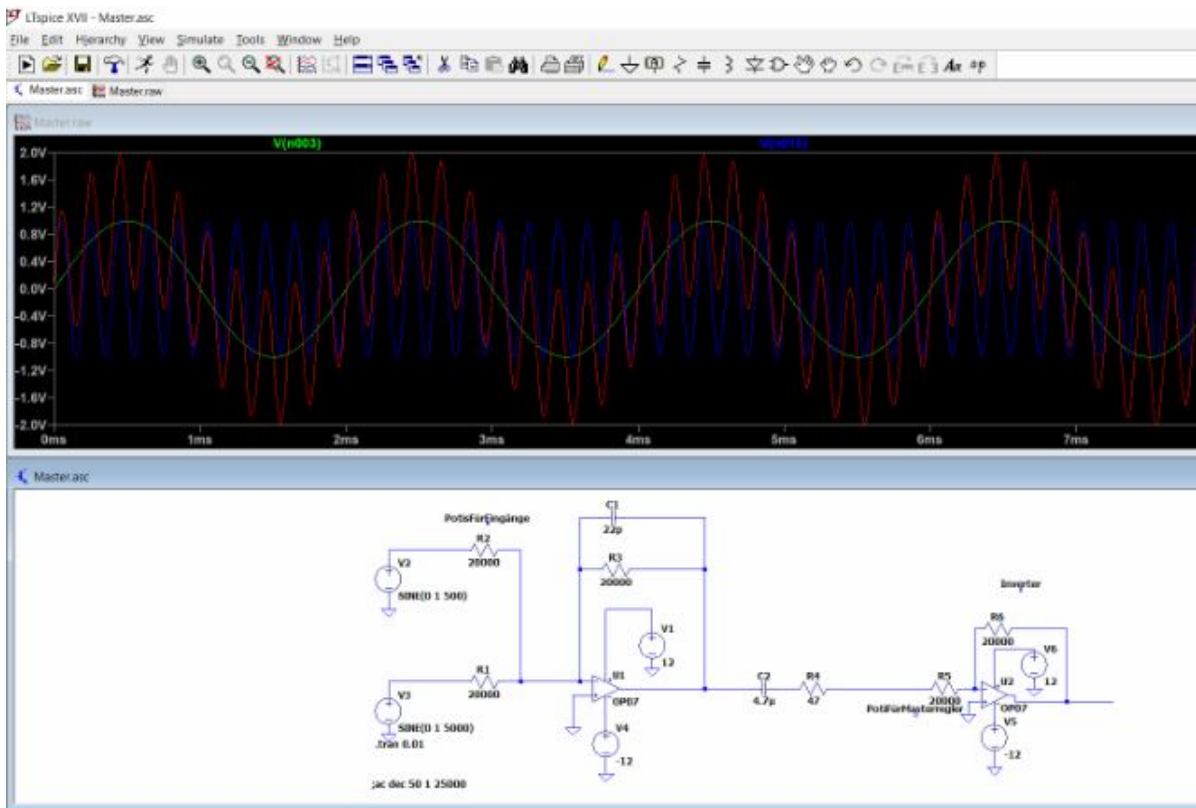 LTspice XVII - Master.asc
File Edit Hierarchy View Simulate Tools Window Help
Master.asc Master.raw
Master.raw
V(n003)
2.0V
1.6V
1.2V
0.8V
0.4V
0.0V
-0.4V
-0.8V
-1.2V
-1.6V
-2.0V
0ms 1ms 2ms 3ms 4ms 5ms 6ms 7ms
Master.asc
PotisFürEingänge
C1
22p
R2
20000
R3
20000
V2
SINE(0 1 500)
V1
12
Inverter
R6
20000
V6
12
R1
20000
U1
OP07
C2
4.7µ
R4
47
R5
20000
U2
OP07
V3
SINE(0 1 5000)
PotiFürMasterregler
V4
-12
V5
-12
.tran 0.01
;ac dec 50 1 25000